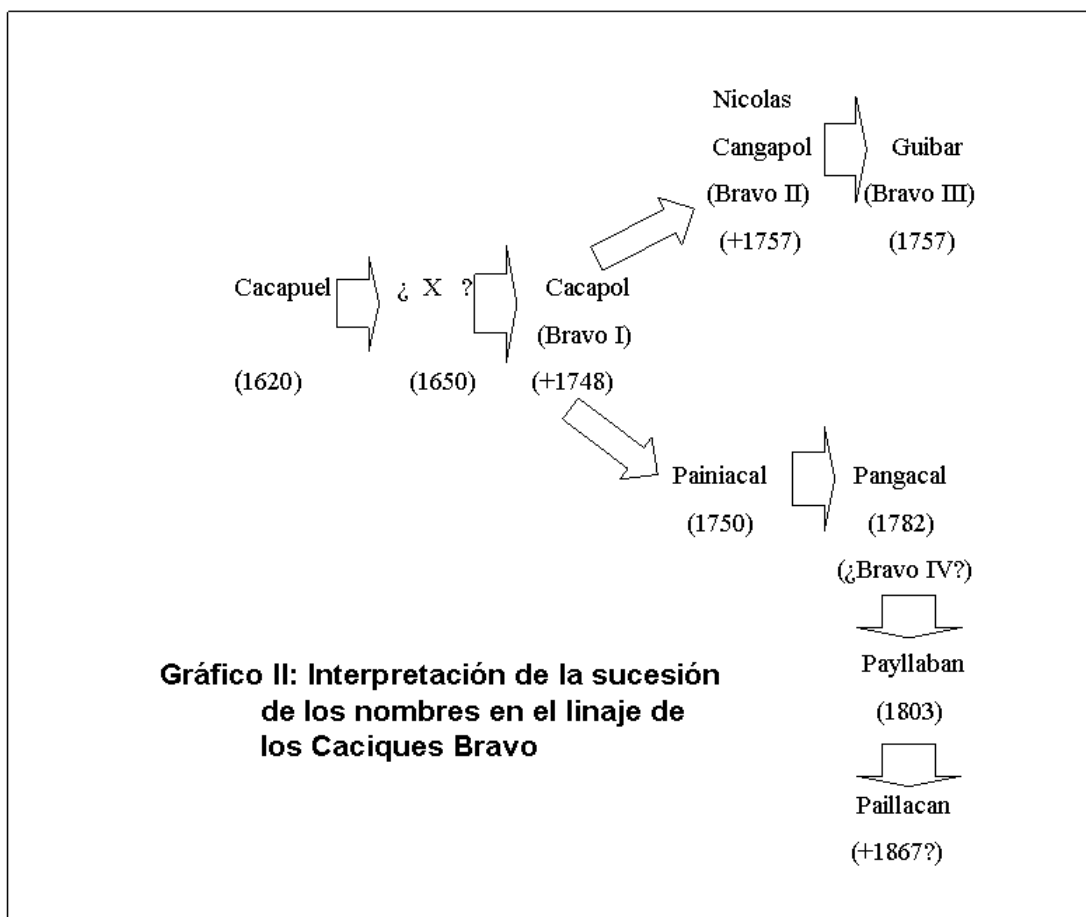 Nicolas
Cangapol
(Bravo II)
(+1757)
Guibar
(Bravo III)
(1757)
Cacapuel
(1620)
¿ X ?
(1650)
Cacapol
(Bravo I)
(+1748)
Painiacal
(1750)
Pangacal
(1782)
(¿Bravo IV?)
Payllaban
(1803)
Paillacan
(+1867?)
Gráfico II: Interpretación de la sucesión
de los nombres en el linaje de
los Caciques Bravo